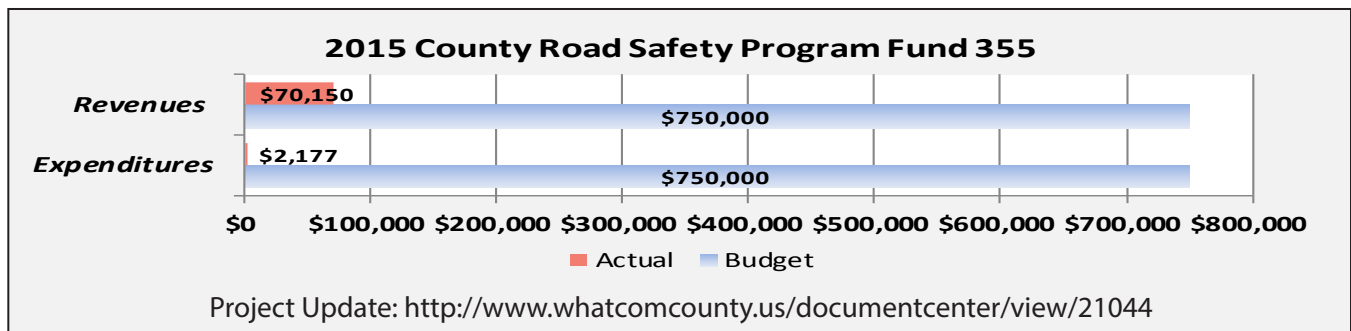 2015 County Road Safety Program Fund 355
Revenues
$70,150
$750,000
Expenditures
$2,177
$750,000
$0 $100,000 $200,000 $300,000 $400,000 $500,000 $600,000 $700,000 $800,000
Actual Budget
Project Update: http://www.whatcomcounty.us/documentcenter/view/21044